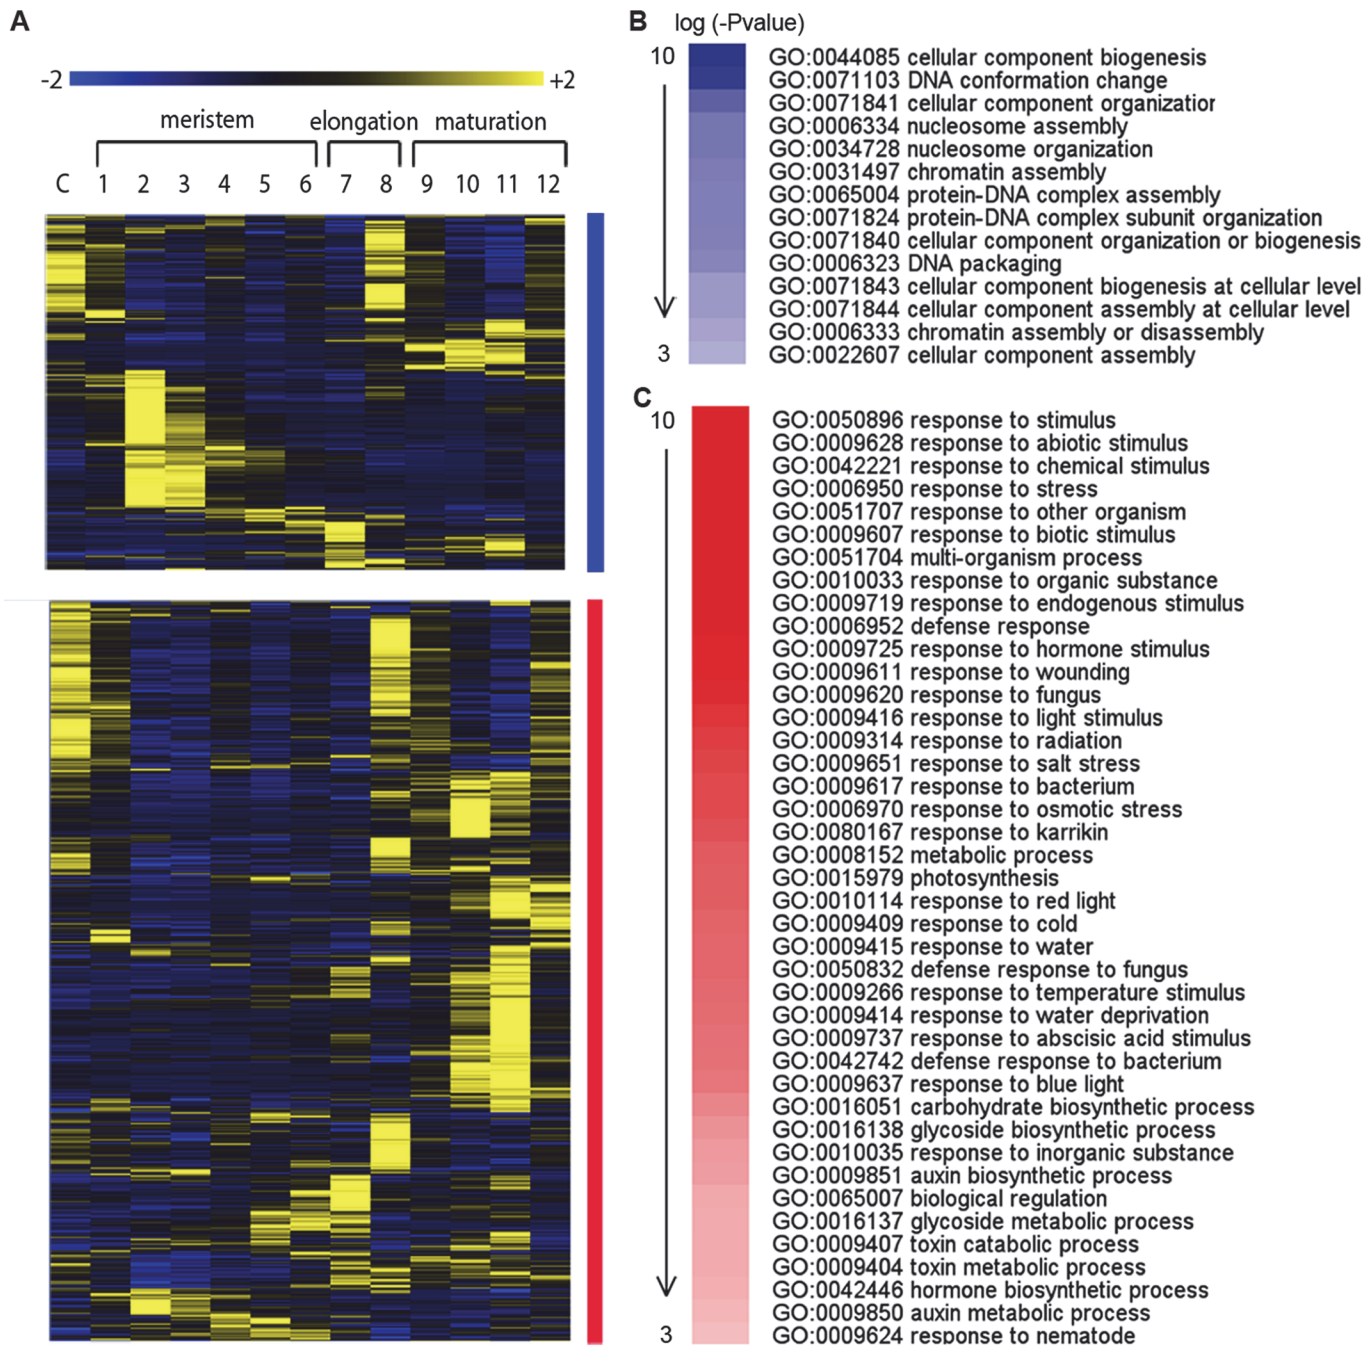 A
-2
+2
meristem
elongation
maturation
C 1 2 3 4 5 6 7 8 9 10 11 12
B
log (-Pvalue)
10
3
GO:0044085 cellular component biogenesis
GO:0071103 DNA conformation change
GO:0071841 cellular component organizatior
GO:0006334 nucleosome assembly
GO:0034728 nucleosome organization
GO:0031497 chromatin assembly
GO:0065004 protein-DNA complex assembly
GO:0071824 protein-DNA complex subunit organization
GO:0071840 cellular component organization or biogenesis
GO:0006323 DNA packaging
GO:0071843 cellular component biogenesis at cellular level
GO:0071844 cellular component assembly at cellular level
GO:0006333 chromatin assembly or disassembly
GO:0022607 cellular component assembly
C
10
3
GO:0050896 response to stimulus
GO:0009628 response to abiotic stimulus
GO:0042221 response to chemical stimulus
GO:0006950 response to stress
GO:0051707 response to other organism
GO:0009607 response to biotic stimulus
GO:0051704 multi-organism process
GO:0010033 response to organic substance
GO:0009719 response to endogenous stimulus
GO:0006952 defense response
GO:0009725 response to hormone stimulus
GO:0009611 response to wounding
GO:0009620 response to fungus
GO:0009416 response to light stimulus
GO:0009314 response to radiation
GO:0009651 response to salt stress
GO:0009617 response to bacterium
GO:0006970 response to osmotic stress
GO:0080167 response to karrikin
GO:0008152 metabolic process
GO:0015979 photosynthesis
GO:0010114 response to red light
GO:0009409 response to cold
GO:0009415 response to water
GO:0050832 defense response to fungus
GO:0009266 response to temperature stimulus
GO:0009414 response to water deprivation
GO:0009737 response to abscisic acid stimulus
GO:0042742 defense response to bacterium
GO:0009637 response to blue light
GO:0016051 carbohydrate biosynthetic process
GO:0016138 glycoside biosynthetic process
GO:0010035 response to inorganic substance
GO:0009851 auxin biosynthetic process
GO:0065007 biological regulation
GO:0016137 glycoside metabolic process
GO:0009407 toxin catabolic process
GO:0009404 toxin metabolic process
GO:0042446 hormone biosynthetic process
GO:0009850 auxin metabolic process
GO:0009624 response to nematode